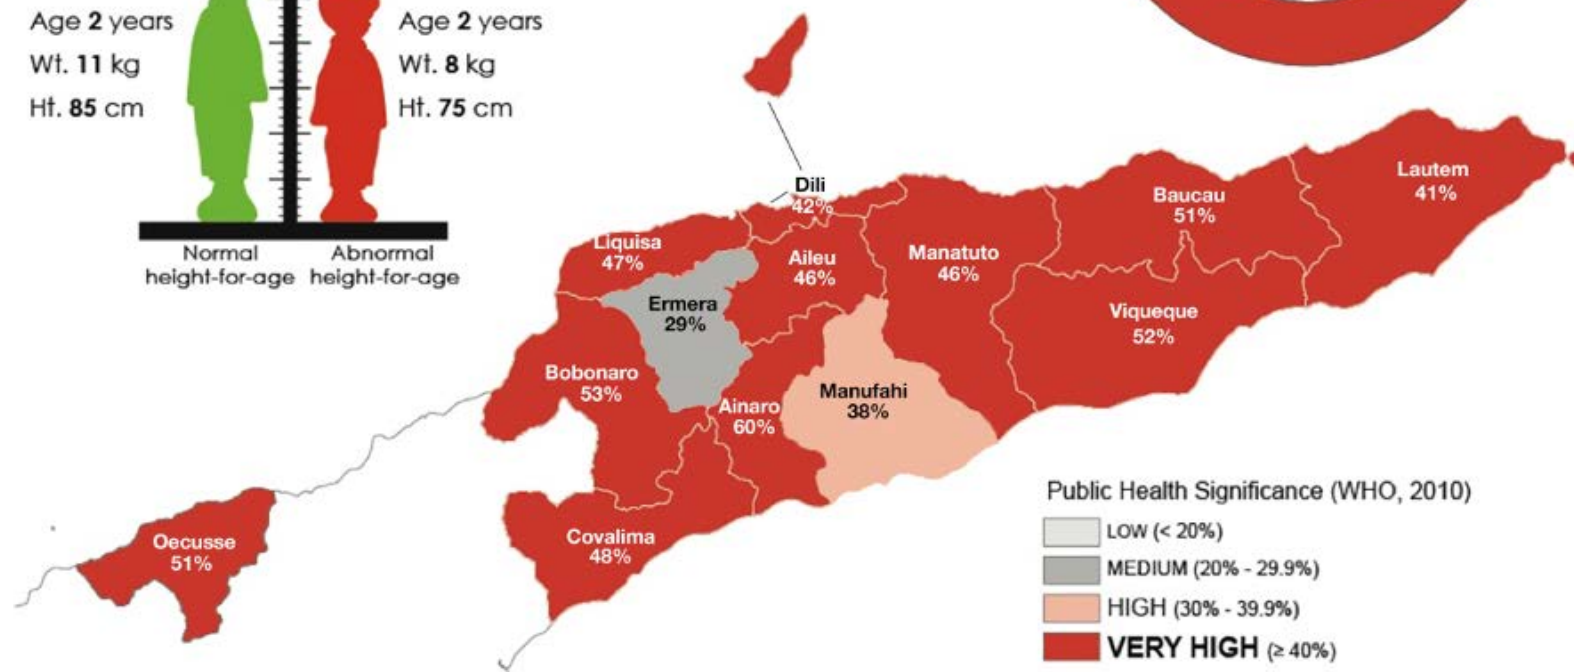 Age 2 years
Wt. 11 kg
Ht. 85 cm
Age 2 years
Wt. 8 kg
Ht. 75 cm
Normal
height-for-age
Abnormal
height-for-age
Dili
42%
Liquisa
47%
Ermera
29%
Aileu
46%
Manatuto
46%
Baucau
51%
Lautem
41%
Viqueque
52%
Bobonaro
53%
Ainaro
60%
Manufahi
38%
Covalima
48%
Oecusse
51%
Public Health Significance (WHO, 2010)
LOW (< 20%)
MEDIUM (20% - 29.9%)
HIGH (30% - 39.9%)
VERY HIGH (≥ 40%)